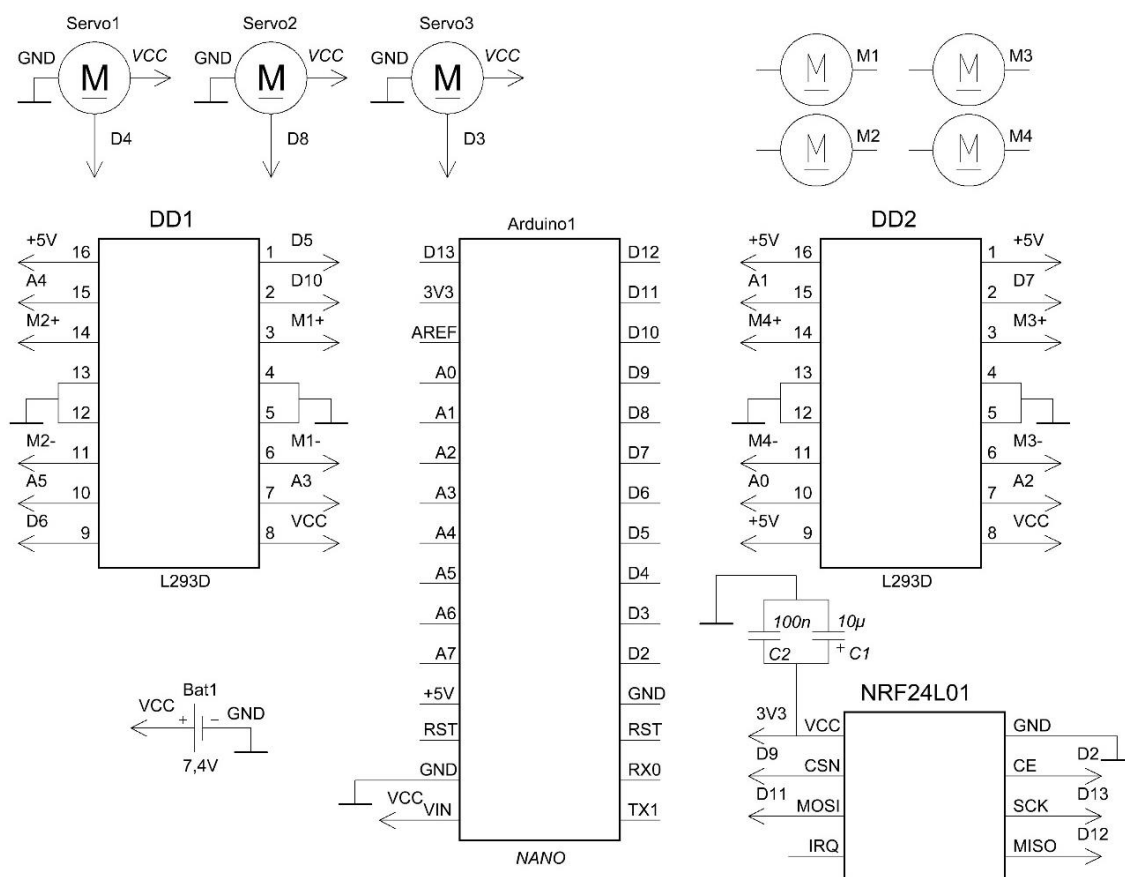 Servo1 Servo2 Servo3
GND VCC GND VCC GND VCC M M1 M M3
M M M
D4 D8 D3 M M2 M M4
DD1 Arduino1 DD2
+5V 16 1 D5 D13 D12 +5V 16 1 +5V
A4 15 2 D10 3V3 D11 A1 15 2 D7
M2+ 14 3 M1+ AREF D10 M4+ 14 3 M3+
13 4 A0 D9 13 4
12 5 A1 D8 12 5
M2- 11 6 M1- A2 D7 M4- 11 6 M3-
A5 10 7 A3 A3 D6 A0 10 7 A2
D6 9 8 VCC A4 D5 +5V 9 8 VCC
L293D A5 D4 L293D
A6 D3 100n 10µ
A7 D2 C2 + C1
Bat1 +5V GND NRF24L01
VCC + - GND RST RST 3V3 VCC GND
7,4V GND RX0 D9 CSN CE D2
VCC VIN TX1 D11 MOSI SCK D13
NANO IRQ MISO D12